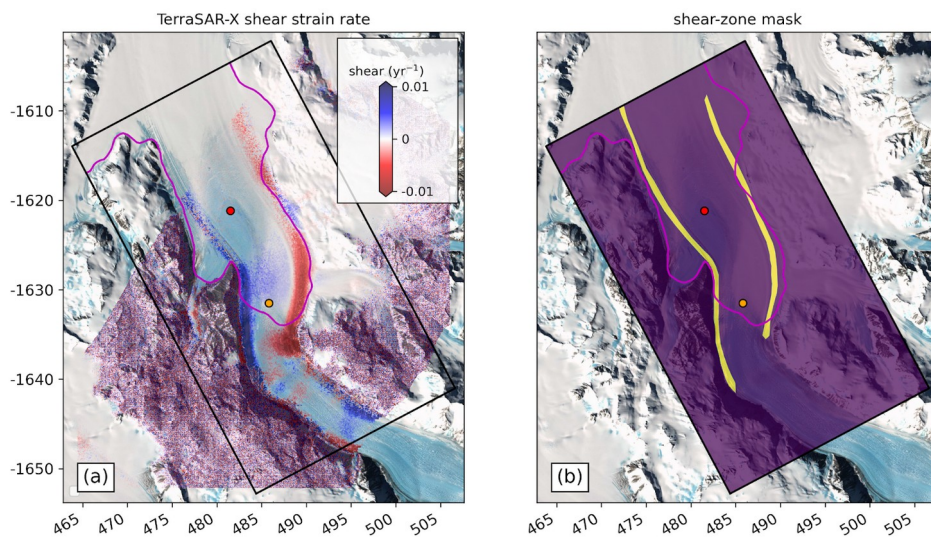 TerraSAR-X shear strain rate
shear (yr⁻¹)
0.01
0
-0.01
-1610
-1620
-1630
-1640
-1650
(a)
465 470 475 480 485 490 495 500 505
shear-zone mask
(b)
465 470 475 480 485 490 495 500 505